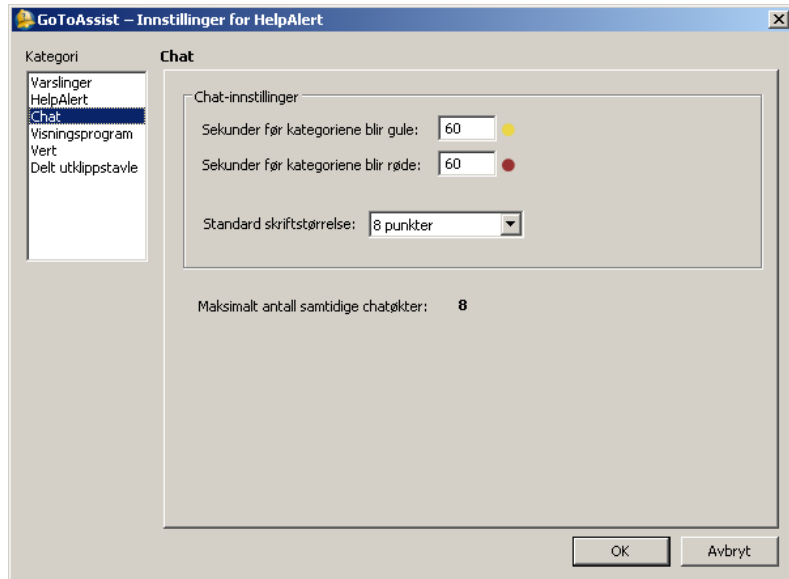 GoToAssist – Innstillinger for HelpAlert
Kategori
Varslinger
HelpAlert
Chat
Visningsprogram
Vert
Delt utklippstavle
Chat
Chat-innstillinger
Sekunder før kategoriene blir gule: 60
Sekunder før kategoriene blir røde: 60
Standard skriftstørrelse: 8 punkter
Maksimalt antall samtidige chatøkter: 8
OK Avbryt